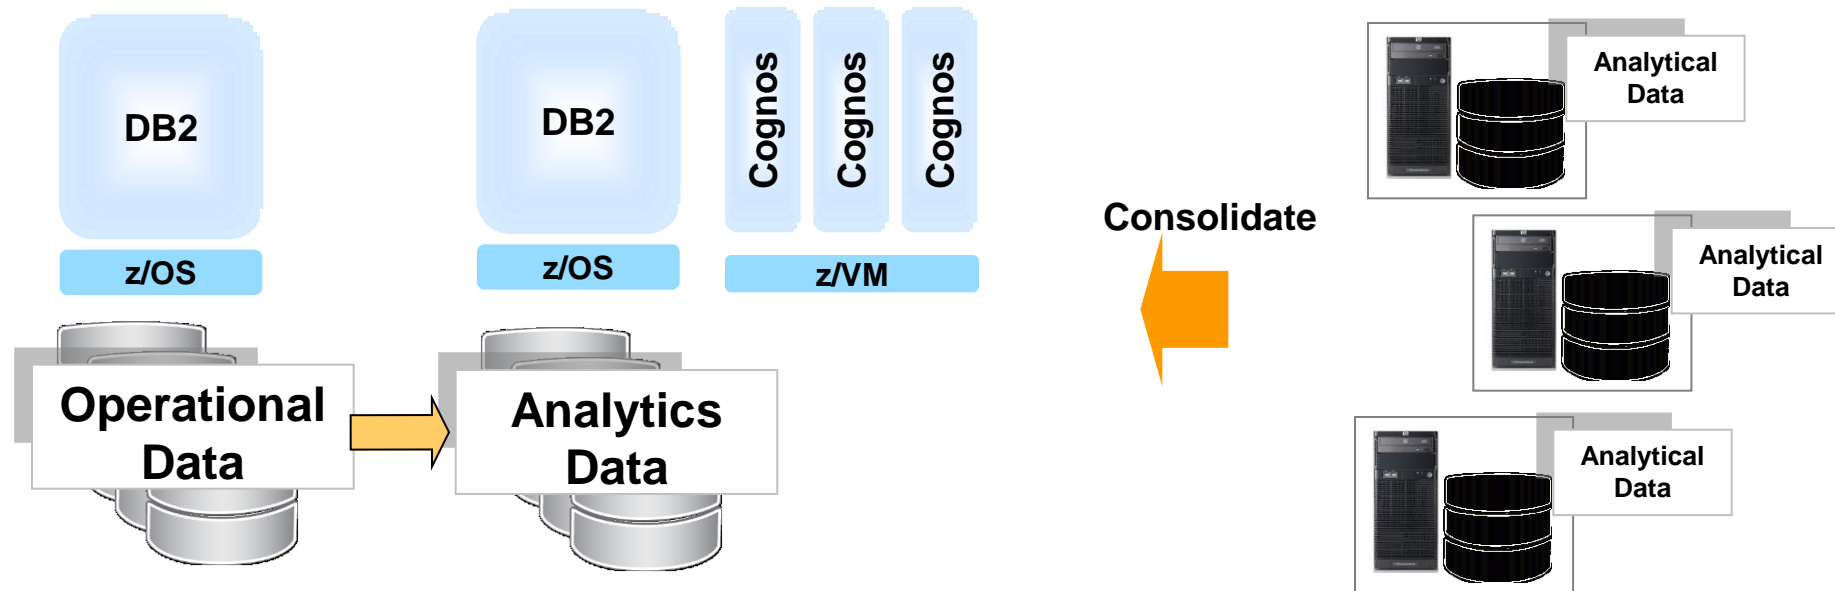 DB2
z/OS
Operational
Data
DB2
z/OS
Analytics
Data
Cognos
Cognos
Cognos
z/VM
Consolidate
Analytical
Data
Analytical
Data
Analytical
Data